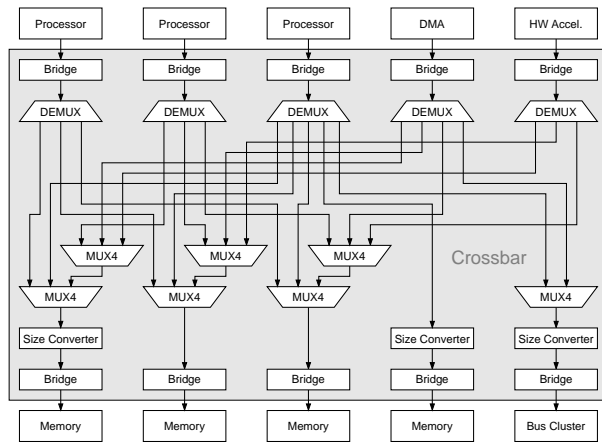 Processor Processor Processor DMA HW Accel.
Bridge Bridge Bridge Bridge Bridge
DEMUX DEMUX DEMUX DEMUX DEMUX
MUX4 MUX4 MUX4
Crossbar
MUX4 MUX4 MUX4 MUX4
Size Converter Size Converter Size Converter
Bridge Bridge Bridge Bridge Bridge
Memory Memory Memory Memory Bus Cluster